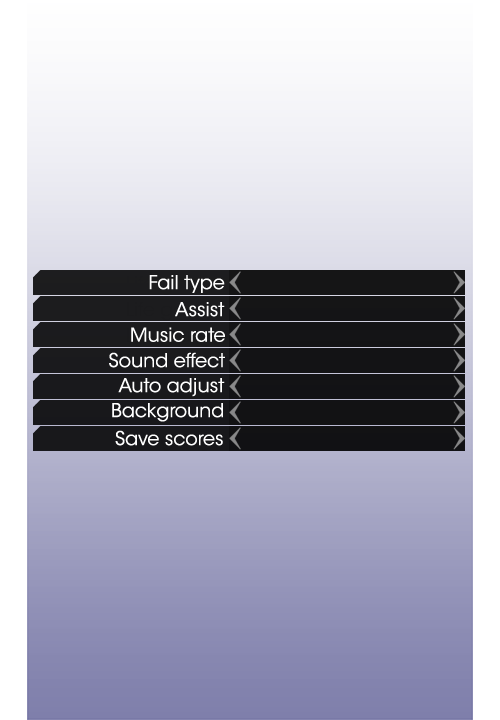 Fail type
Assist
Music rate
Sound effect
Auto adjust
Background
Save scores